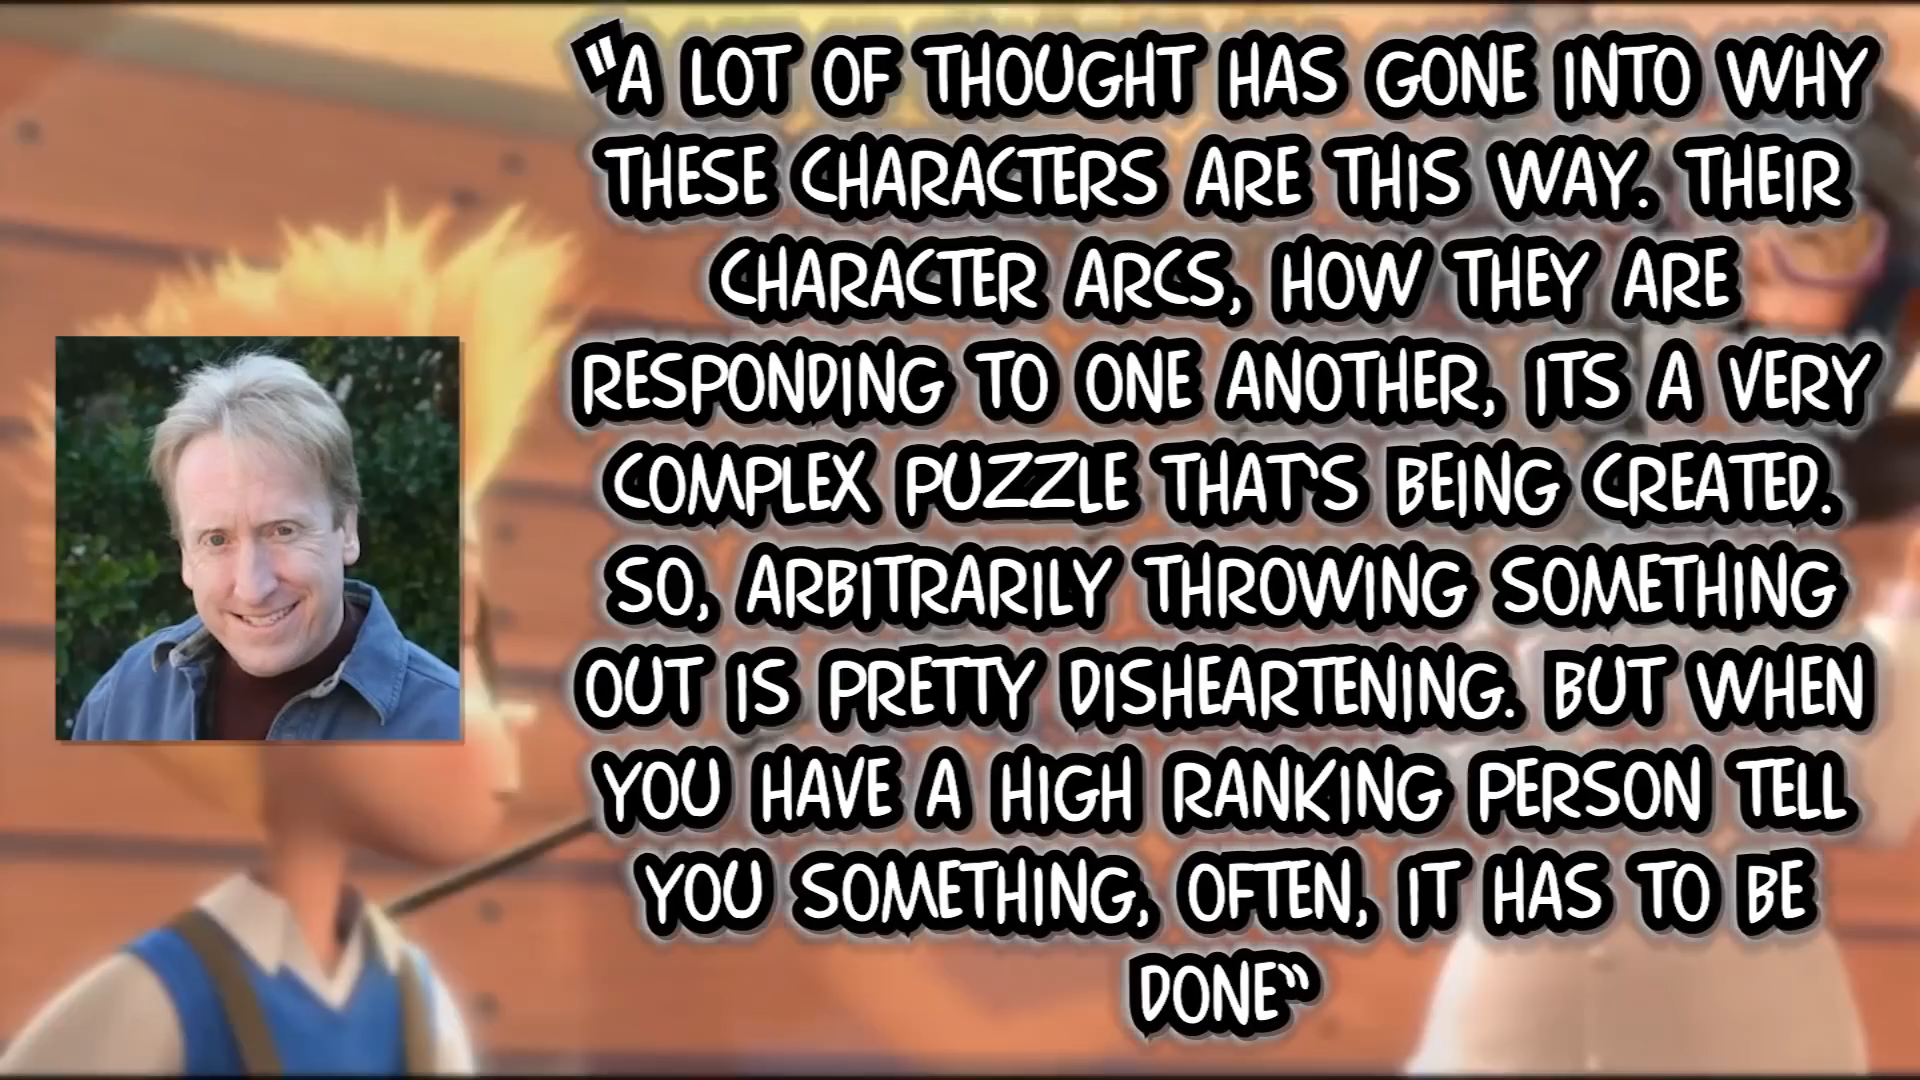 "A LOT OF THOUGHT HAS GONE INTO WHY
THESE CHARACTERS ARE THIS WAY. THEIR
CHARACTER ARCS, HOW THEY ARE
RESPONDING TO ONE ANOTHER, ITS A VERY
COMPLEX PUZZLE THAT'S BEING CREATED.
SO, ARBITRARILY THROWING SOMETHING
OUT IS PRETTY DISHEARTENING. BUT WHEN
YOU HAVE A HIGH RANKING PERSON TELL
YOU SOMETHING, OFTEN, IT HAS TO BE
DONE"